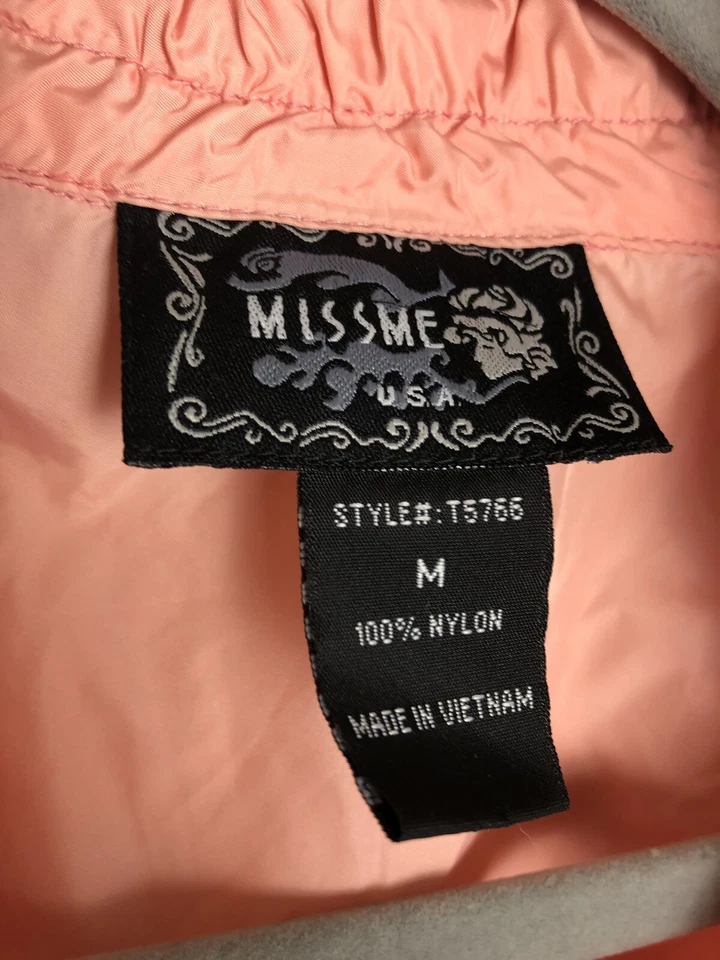 MISSME
U.S.A.
STYLE#:T5766
M
100% NYLON
MADE IN VIETNAM